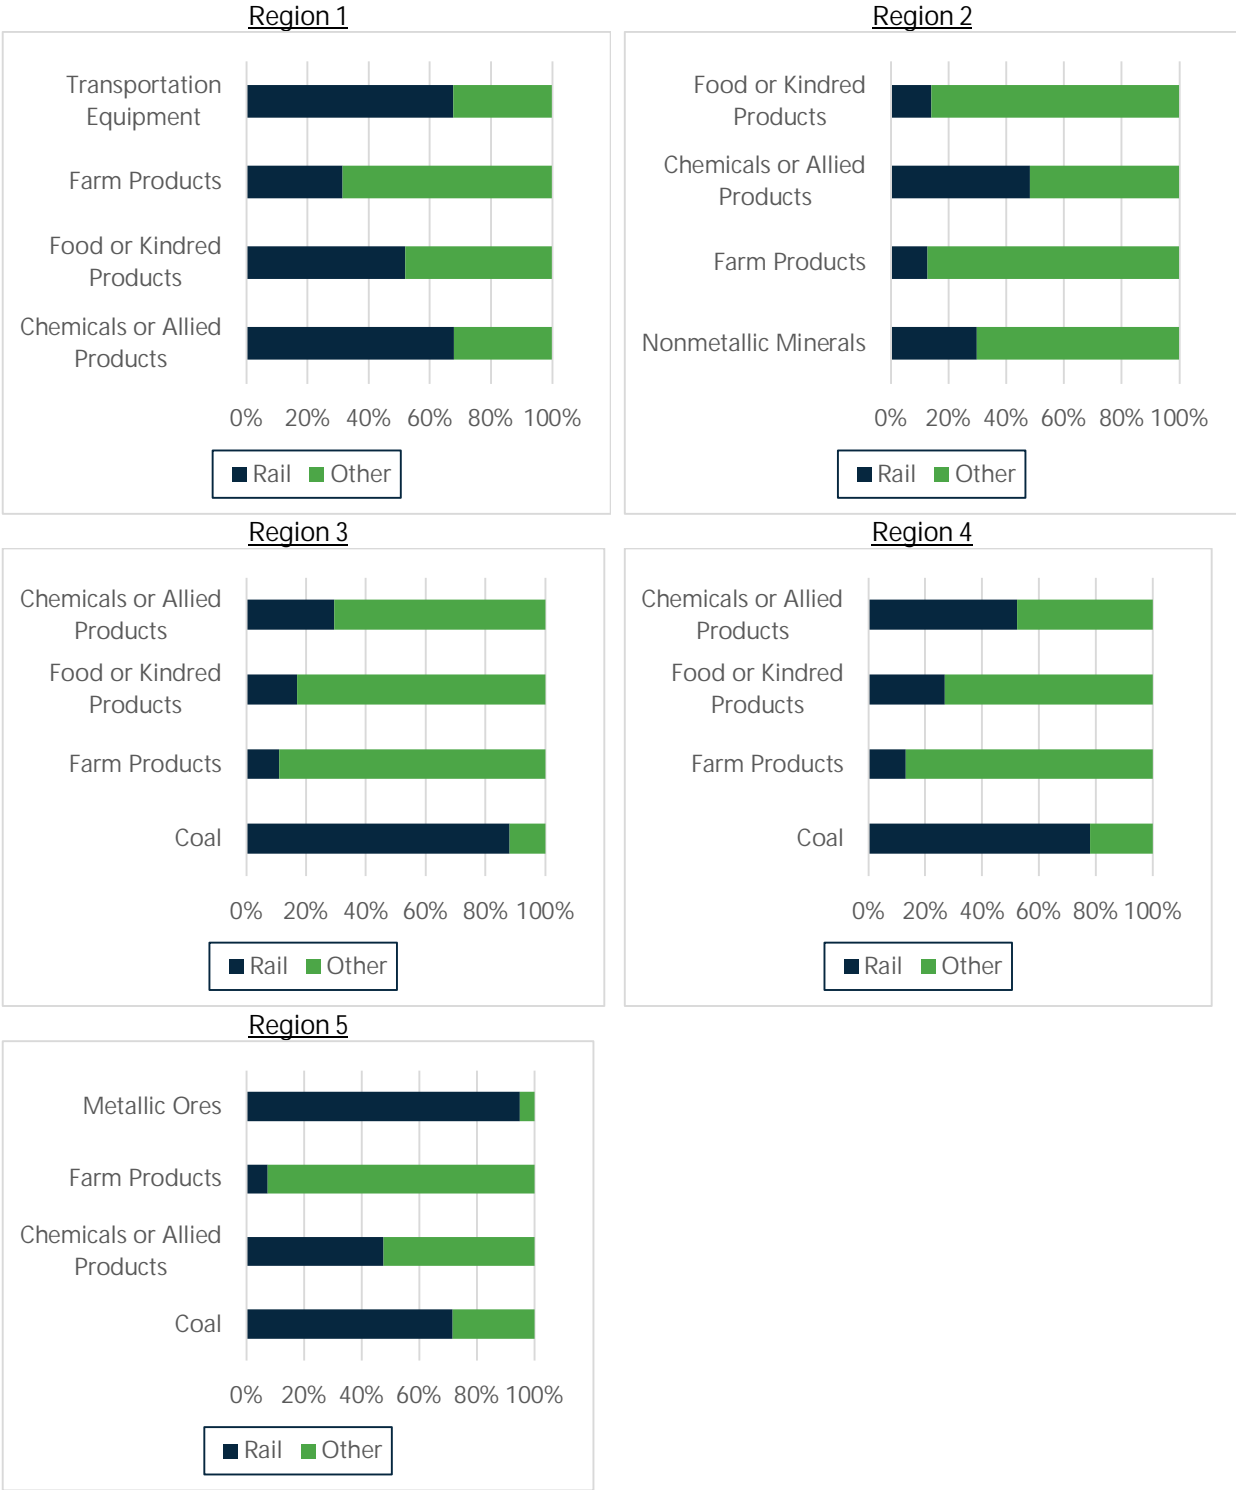 Region 1
Transportation
Equipment
Farm Products
Food or Kindred
Products
Chemicals or Allied
Products
0% 20% 40% 60% 80% 100%
Rail Other
Region 2
Food or Kindred
Products
Chemicals or Allied
Products
Farm Products
Nonmetallic Minerals
0% 20% 40% 60% 80% 100%
Rail Other
Region 3
Chemicals or Allied
Products
Food or Kindred
Products
Farm Products
Coal
0% 20% 40% 60% 80% 100%
Rail Other
Region 4
Chemicals or Allied
Products
Food or Kindred
Products
Farm Products
Coal
0% 20% 40% 60% 80% 100%
Rail Other
Region 5
Metallic Ores
Farm Products
Chemicals or Allied
Products
Coal
0% 20% 40% 60% 80% 100%
Rail Other